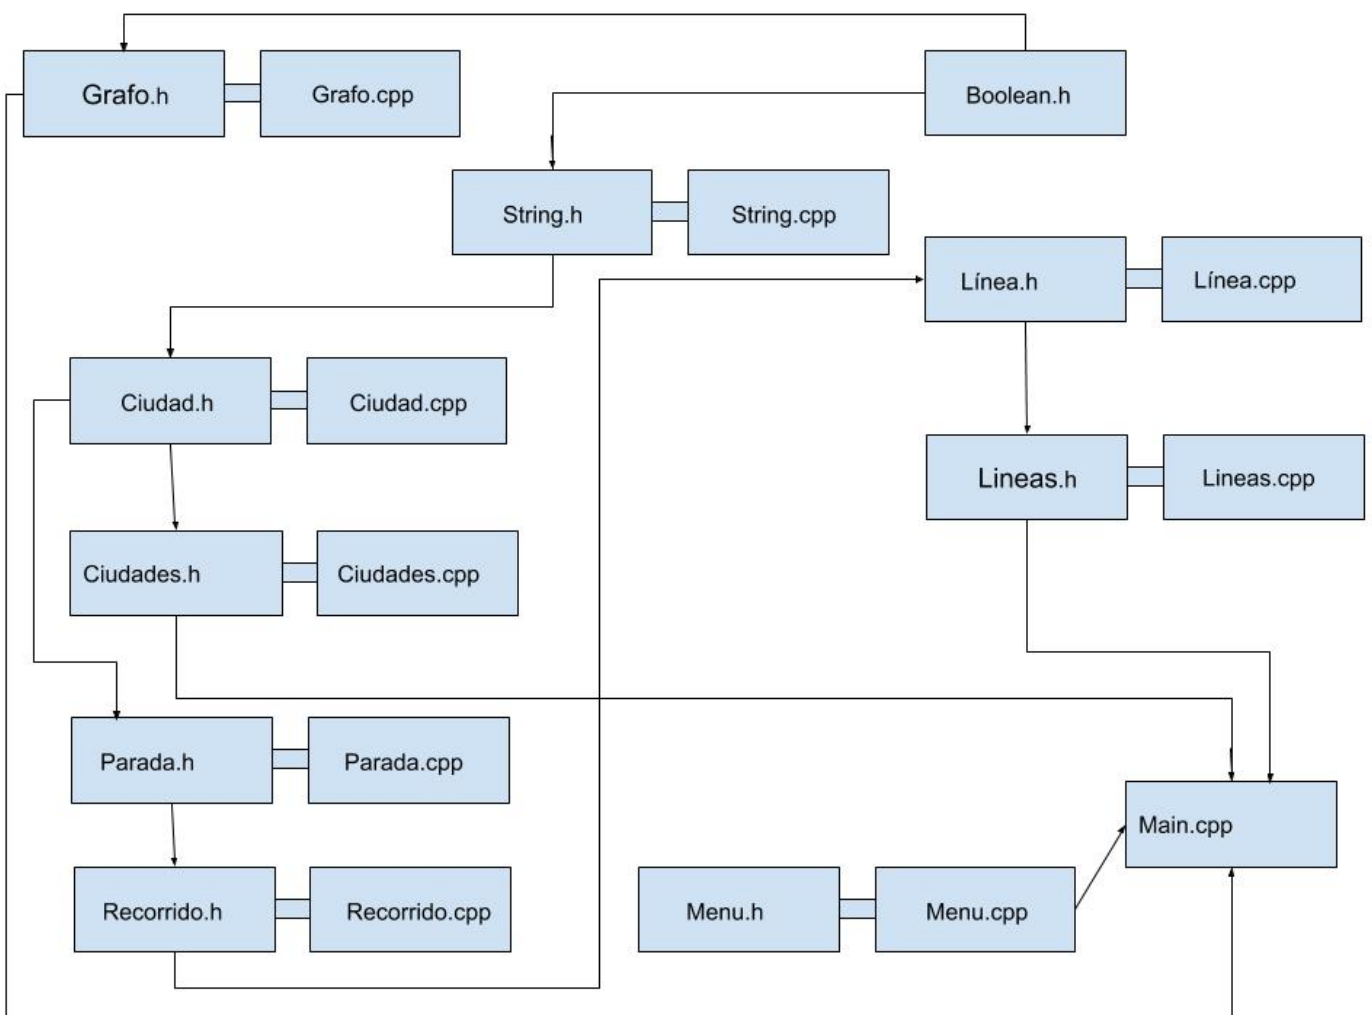 Grafo.h
Grafo.cpp
Boolean.h
String.h
String.cpp
Línea.h
Línea.cpp
Ciudad.h
Ciudad.cpp
Lineas.h
Lineas.cpp
Ciudades.h
Ciudades.cpp
Parada.h
Parada.cpp
Main.cpp
Recorrido.h
Recorrido.cpp
Menu.h
Menu.cpp